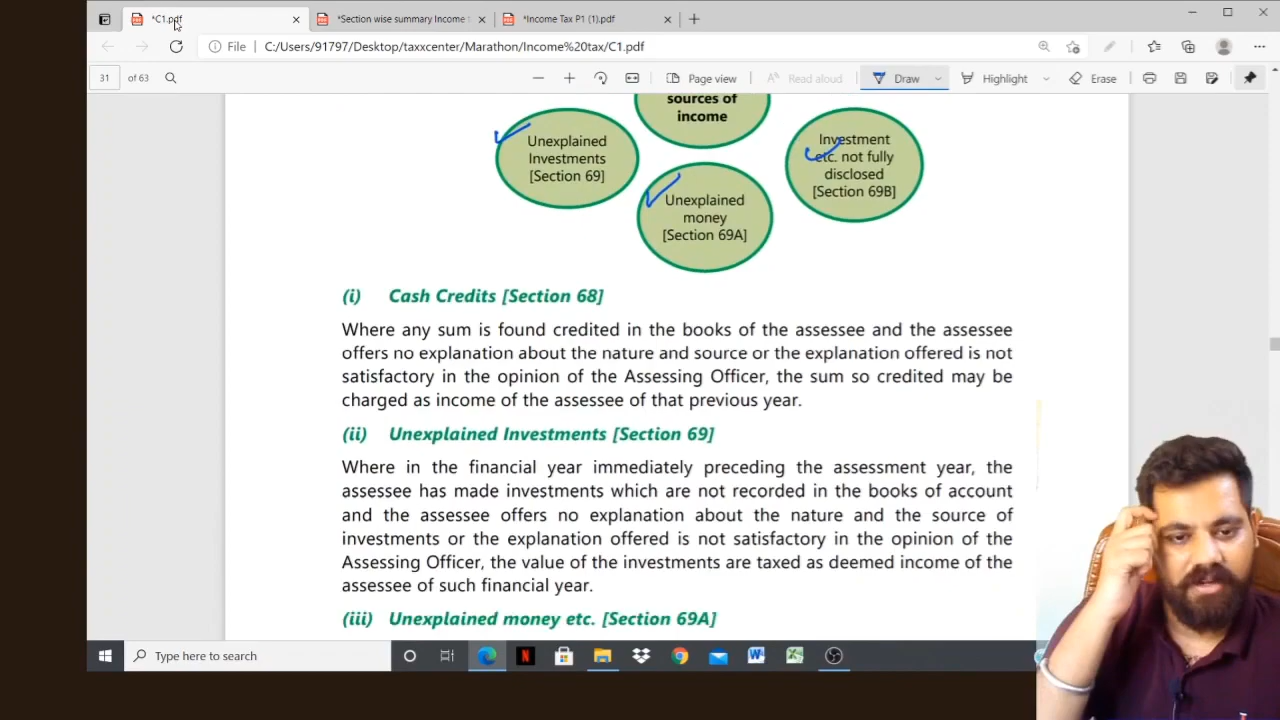 *C1.pdf
*Section wise summary Income
*Income Tax P1 (1).pdf
File
C:/Users/91797/Desktop/taxxcenter/Marathon/Income%20tax/C1.pdf
31 of 63
Page view
Read aloud
Draw
Highlight
Erase
sources of
income
Unexplained
Investments
[Section 69]
Unexplained
money
[Section 69A]
Investment
etc. not fully
disclosed
[Section 69B]
(i) Cash Credits [Section 68]
Where any sum is found credited in the books of the assessee and the assessee
offers no explanation about the nature and source or the explanation offered is not
satisfactory in the opinion of the Assessing Officer, the sum so credited may be
charged as income of the assessee of that previous year.
(ii) Unexplained Investments [Section 69]
Where in the financial year immediately preceding the assessment year, the
assessee has made investments which are not recorded in the books of account
and the assessee offers no explanation about the nature and the source of
investments or the explanation offered is not satisfactory in the opinion of the
Assessing Officer, the value of the investments are taxed as deemed income of the
assessee of such financial year.
(iii) Unexplained money etc. [Section 69A]
Type here to search